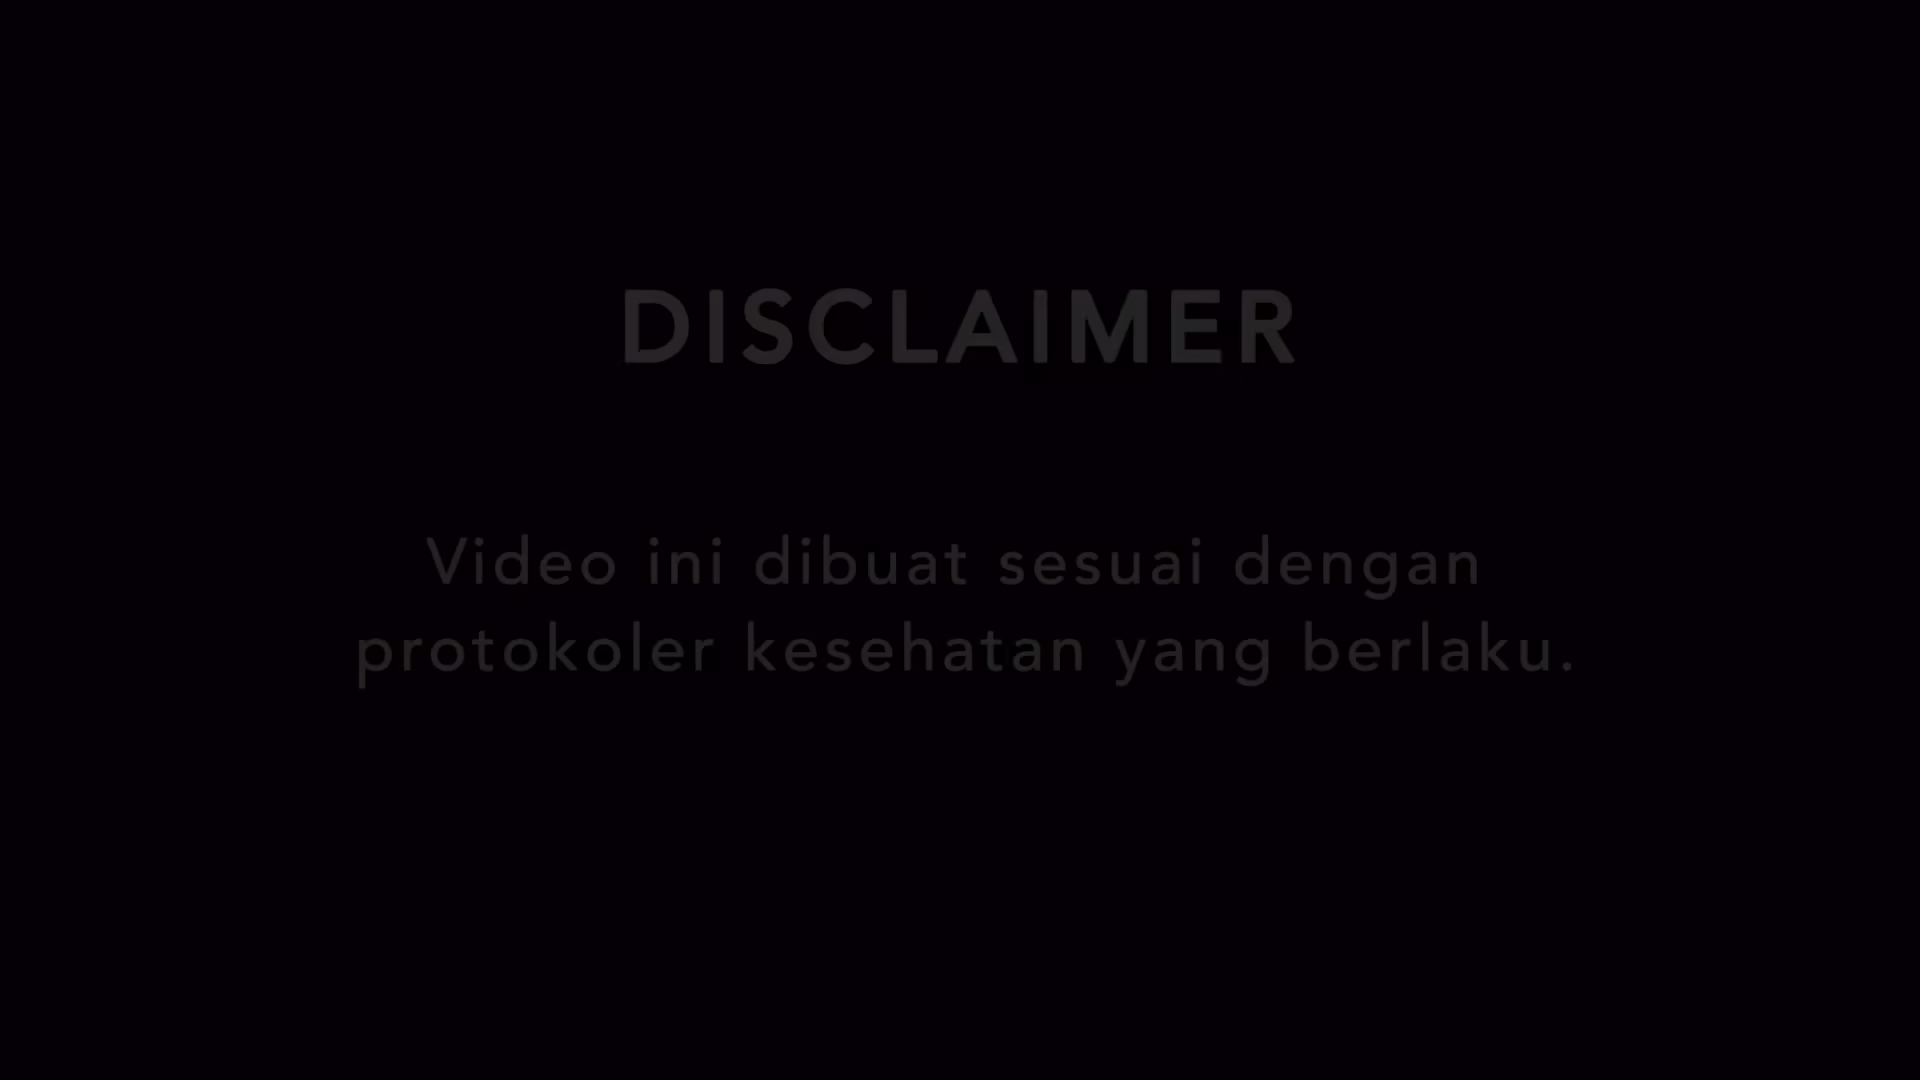 DISCLAIMER
Video ini dibuat sesuai dengan
protokoler kesehatan yang berlaku.